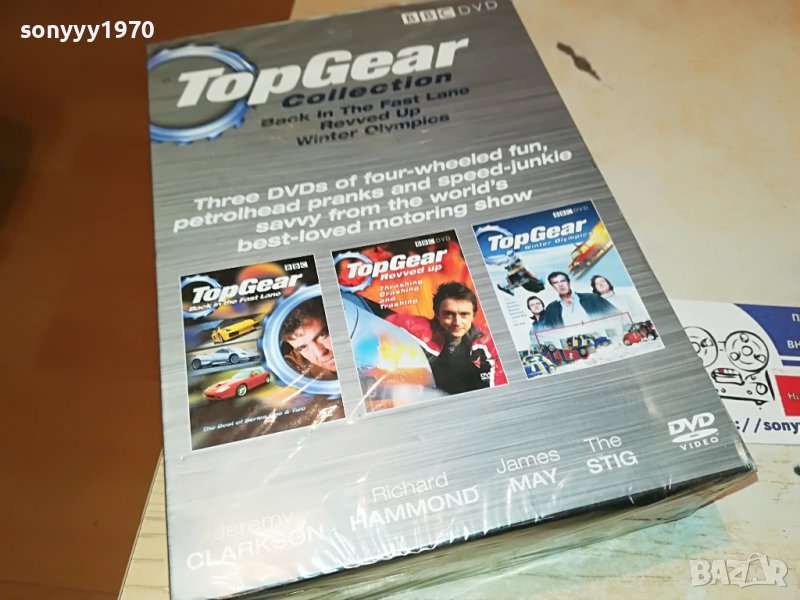 sonyyy1970
BBC DVD
TopGear
Collection
Back In The Fast Lane
Revved Up
Winter Olympics
Three DVDs of four-wheeled fun,
petrolhead pranks and speed-junkie
savvy from the world's
best-loved motoring show
BBC
TopGear
Back in the Fast Lane
The Best of Series One & Two
BBC DVD
TopGear
Revved up
Thrashing
Crashing
and
Trashing
DVD
BBC DVD
TopGear
Winter Olympics
Jeremy
CLARKSON
Richard
HAMMOND
James
MAY
The
STIG
DVD
VIDEO
://sony
BAZAR